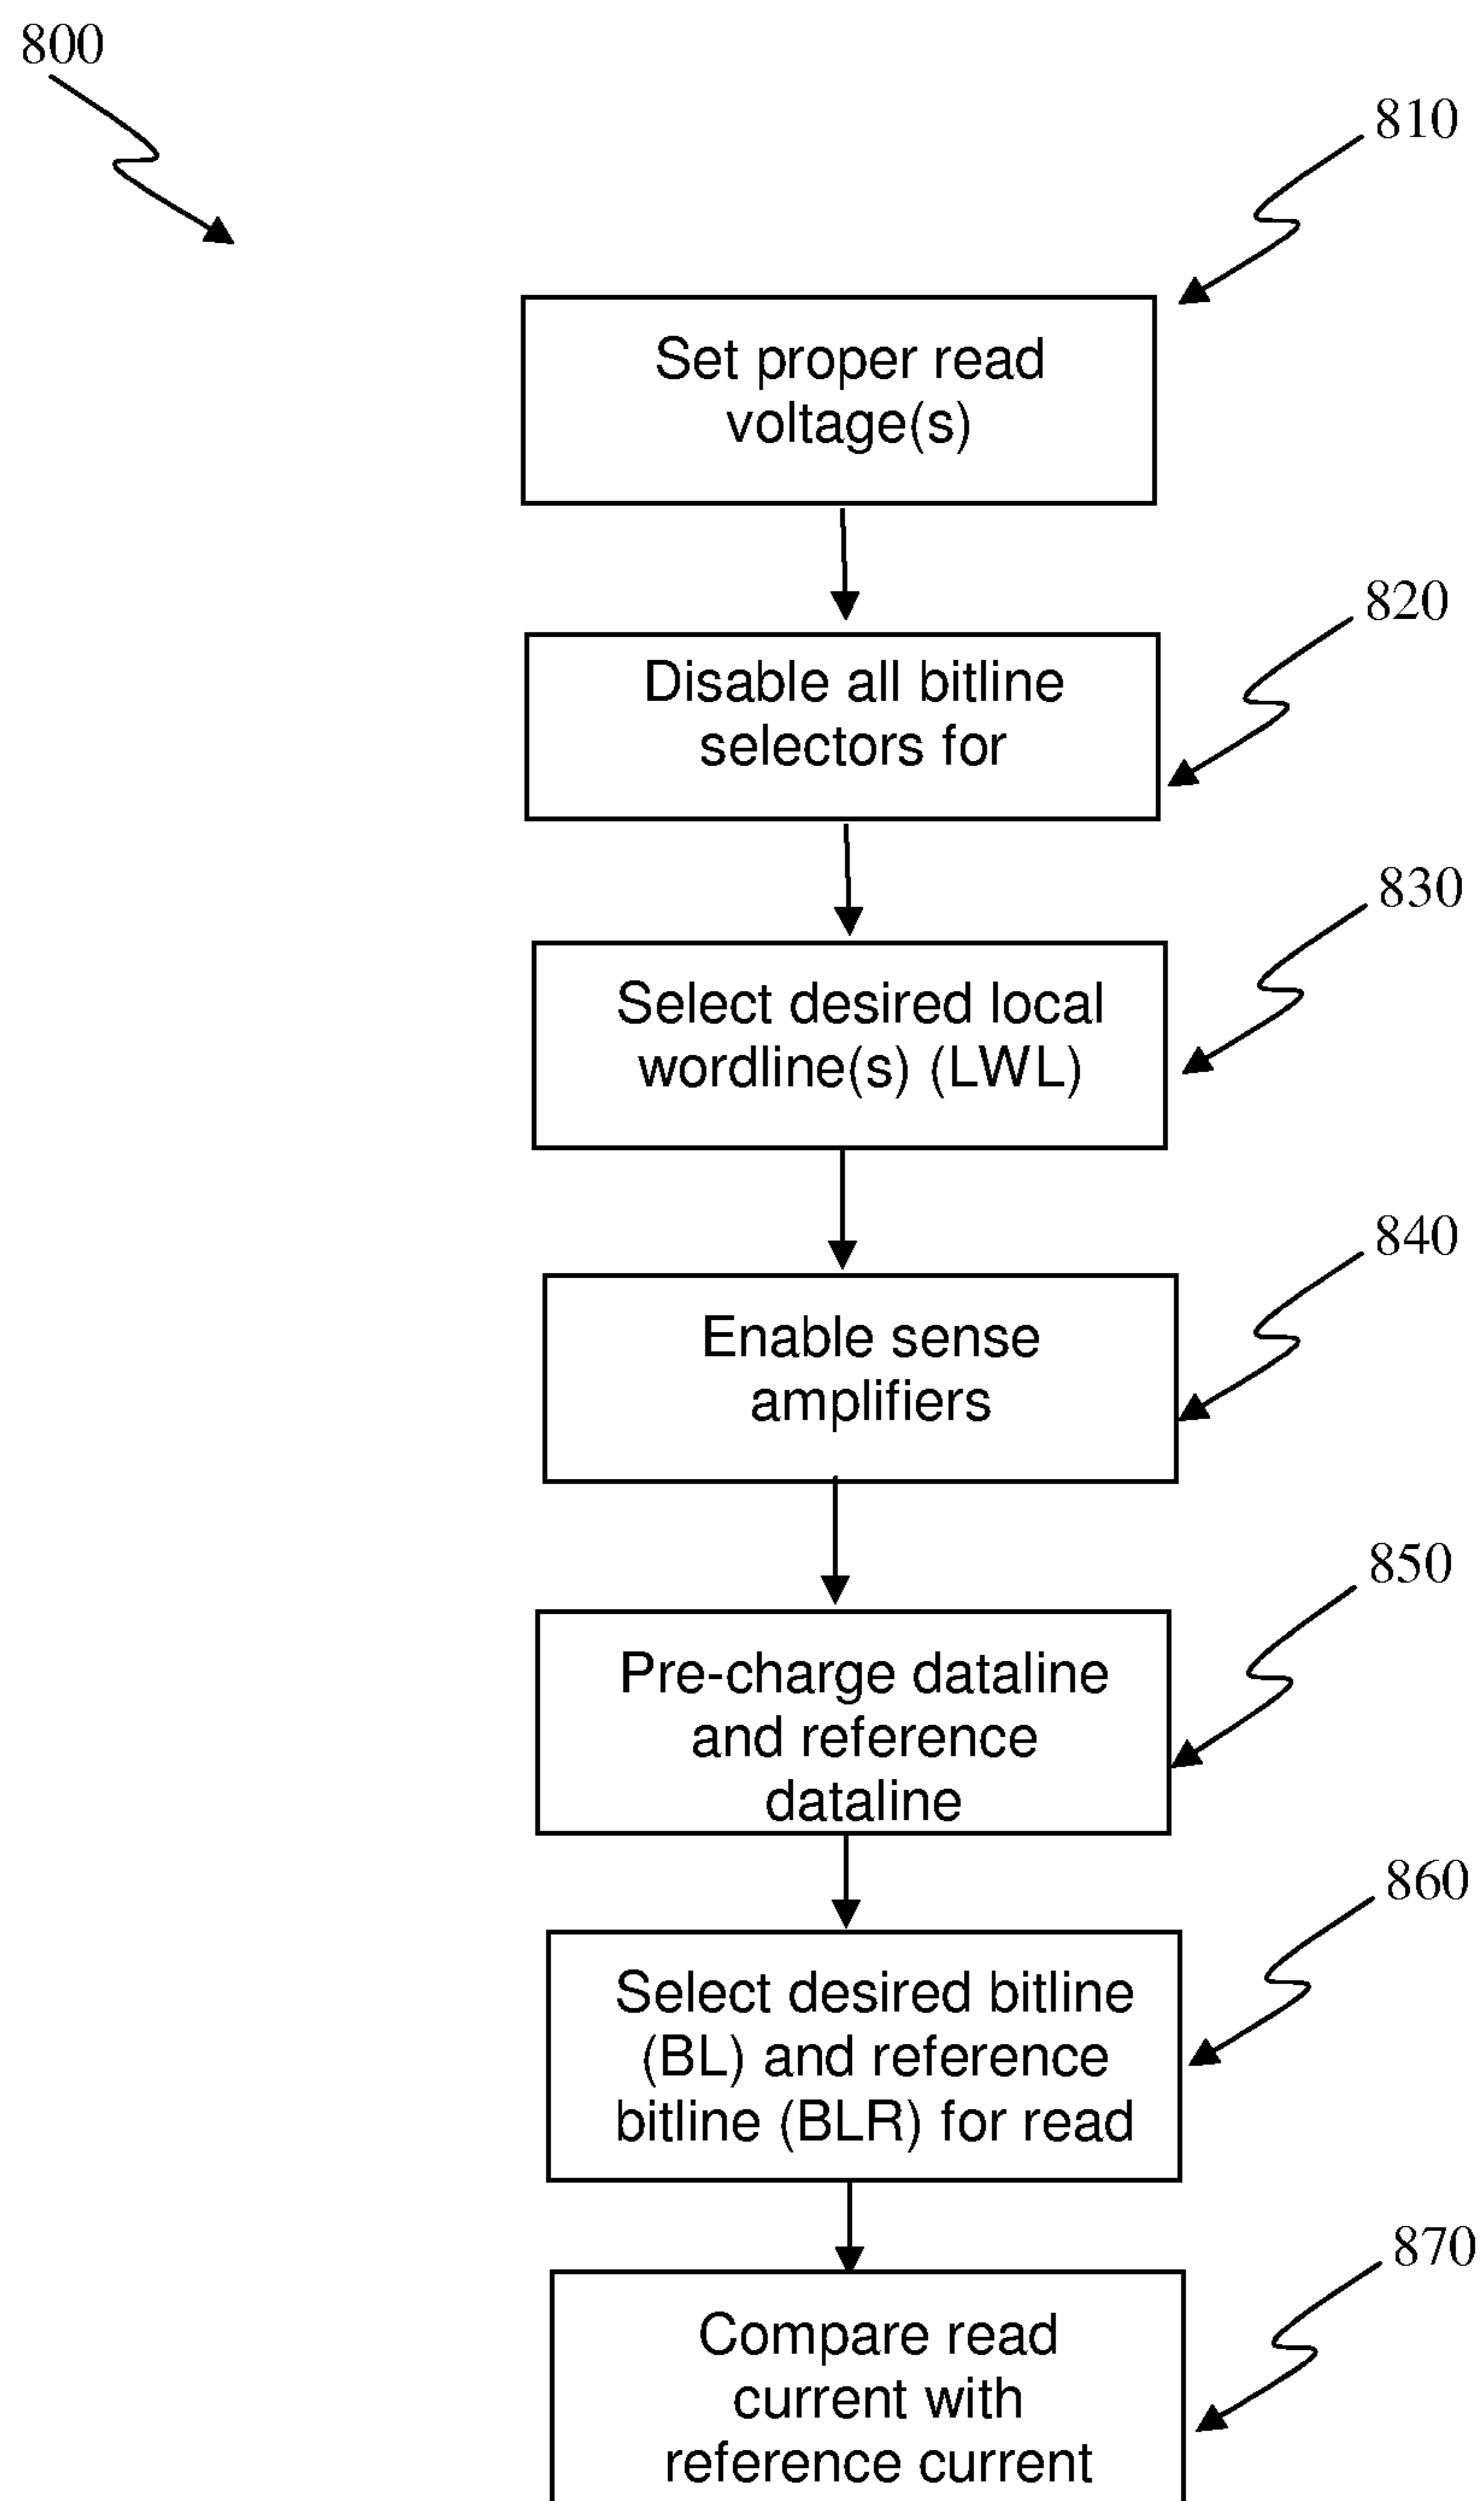 800
810
Set proper read
voltage(s)
820
Disable all bitline
selectors for
830
Select desired local
wordline(s) (LWL)
840
Enable sense
amplifiers
850
Pre-charge dataline
and reference
dataline
860
Select desired bitline
(BL) and reference
bitline (BLR) for read
870
Compare read
current with
reference current